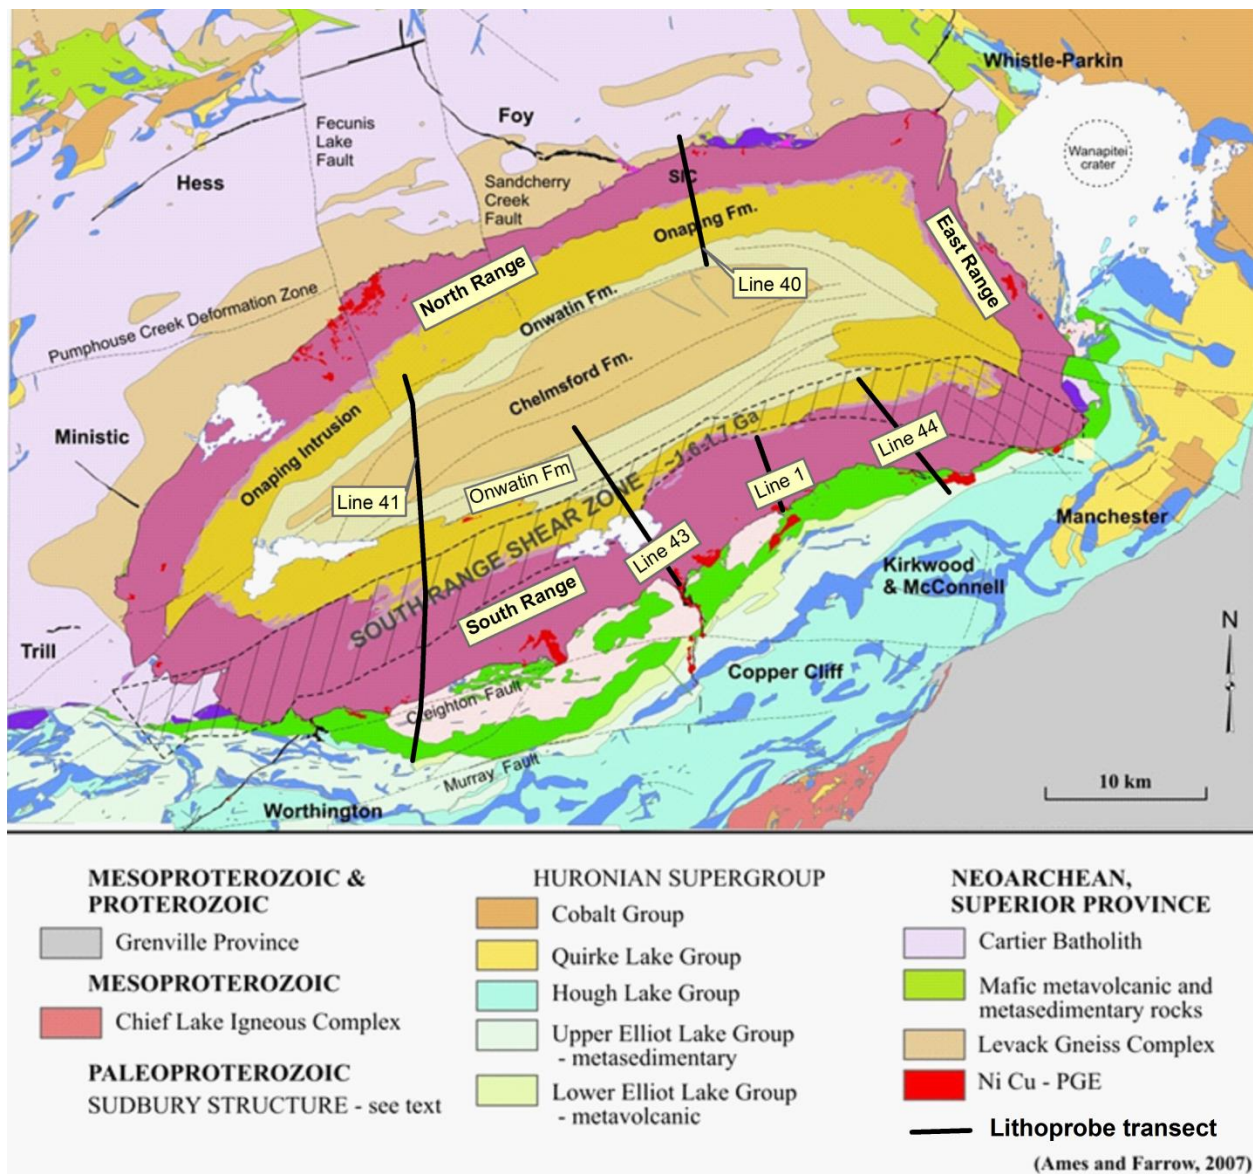 Whistle-Parkin
Foy
Fecunis
Lake
Fault
Wanapitei
crater
Hess
SIC
Sandcherry
Creek
Fault
Onaping Fm.
East Range
North Range
Line 40
Pumphouse Creek Deformation Zone
Onwatin Fm.
Chelmsford Fm.
Ministic
Onaping Intrusion
~1.6-1.7 Ga
Line 44
Line 41
Onwatin Fm
Line 1
SOUTH RANGE SHEAR ZONE
Manchester
Line 43
Kirkwood
& McConnell
South Range
N
Trill
Copper Cliff
Creighton Fault
Murray Fault
10 km
Worthington
MESOPROTEROZOIC &
PROTEROZOIC
Grenville Province
MESOPROTEROZOIC
Chief Lake Igneous Complex
PALEOPROTEROZOIC
SUDBURY STRUCTURE - see text
HURONIAN SUPERGROUP
Cobalt Group
Quirke Lake Group
Hough Lake Group
Upper Elliot Lake Group
- metasedimentary
Lower Elliot Lake Group
- metavolcanic
NEOARCHEAN,
SUPERIOR PROVINCE
Cartier Batholith
Mafic metavolcanic and
metasedimentary rocks
Levack Gneiss Complex
Ni Cu - PGE
Lithoprobe transect
(Ames and Farrow, 2007)